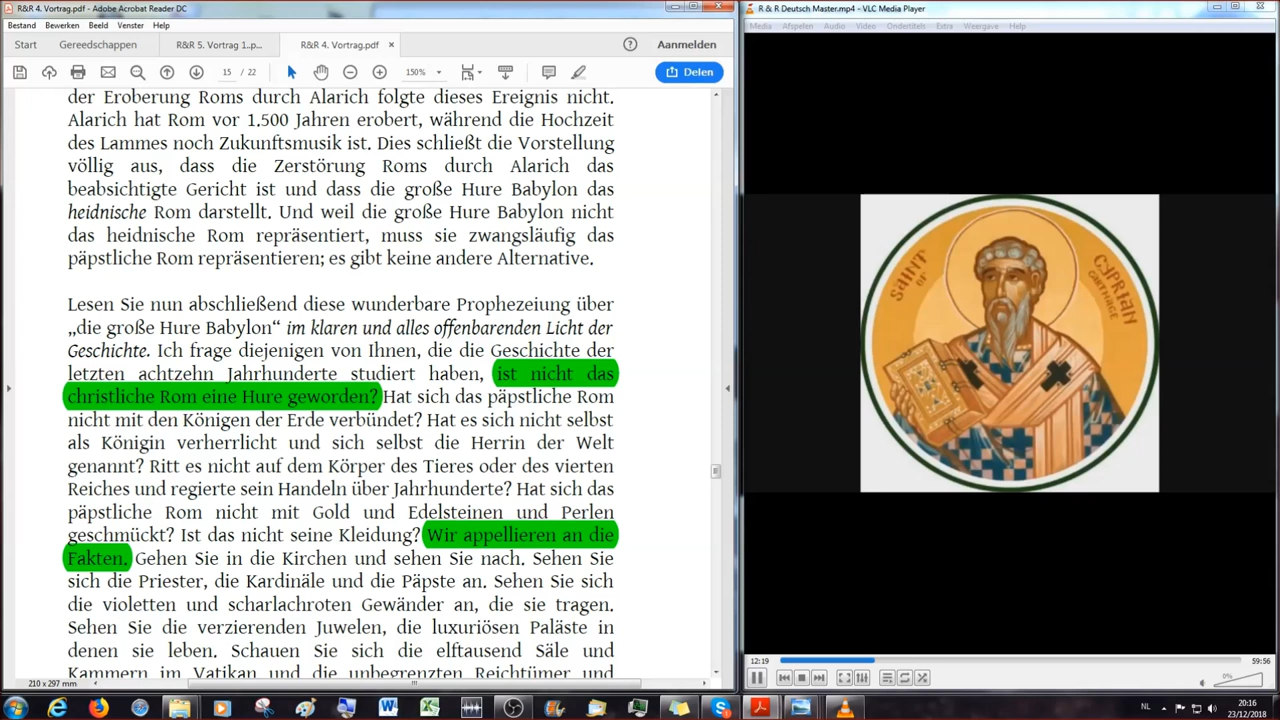 R&R 4. Vortrag.pdf - Adobe Acrobat Reader DC
Bestand Bewerken Beeld Venster Help
Start Gereedschappen R&R 5. Vortrag 1..p... R&R 4. Vortrag.pdf × Aanmelden
15 / 22 150% Delen
der Eroberung Roms durch Alarich folgte dieses Ereignis nicht.
Alarich hat Rom vor 1.500 Jahren erobert, während die Hochzeit
des Lammes noch Zukunftsmusik ist. Dies schließt die Vorstellung
völlig aus, dass die Zerstörung Roms durch Alarich das
beabsichtigte Gericht ist und dass die große Hure Babylon das
heidnische Rom darstellt. Und weil die große Hure Babylon nicht
das heidnische Rom repräsentiert, muss sie zwangsläufig das
päpstliche Rom repräsentieren; es gibt keine andere Alternative.
Lesen Sie nun abschließend diese wunderbare Prophezeiung über
„die große Hure Babylon“ im klaren und alles offenbarenden Licht der
Geschichte. Ich frage diejenigen von Ihnen, die die Geschichte der
letzten achtzehn Jahrhunderte studiert haben, ist nicht das
christliche Rom eine Hure geworden? Hat sich das päpstliche Rom
nicht mit den Königen der Erde verbündet? Hat es sich nicht selbst
als Königin verherrlicht und sich selbst die Herrin der Welt
genannt? Ritt es nicht auf dem Körper des Tieres oder des vierten
Reiches und regierte sein Handeln über Jahrhunderte? Hat sich das
päpstliche Rom nicht mit Gold und Edelsteinen und Perlen
geschmückt? Ist das nicht seine Kleidung? Wir appellieren an die
Fakten. Gehen Sie in die Kirchen und sehen Sie nach. Sehen Sie
sich die Priester, die Kardinäle und die Päpste an. Sehen Sie sich
die violetten und scharlachroten Gewänder an, die sie tragen.
Sehen Sie die verzierenden Juwelen, die luxuriösen Paläste in
denen sie leben. Schauen Sie sich die elftausend Säle und
Kammern im Vatikan und die unbegrenzten Reichtümer und
210 x 297 mm
R & R Deutsch Master.mp4 - VLC Media Player
Media Afspelen Audio Video Ondertitels Extra Weergave Help
SAINT OF CYPRIAN CARTHAGE
12:19 59:56
0%
NL 20:16
23/12/2018